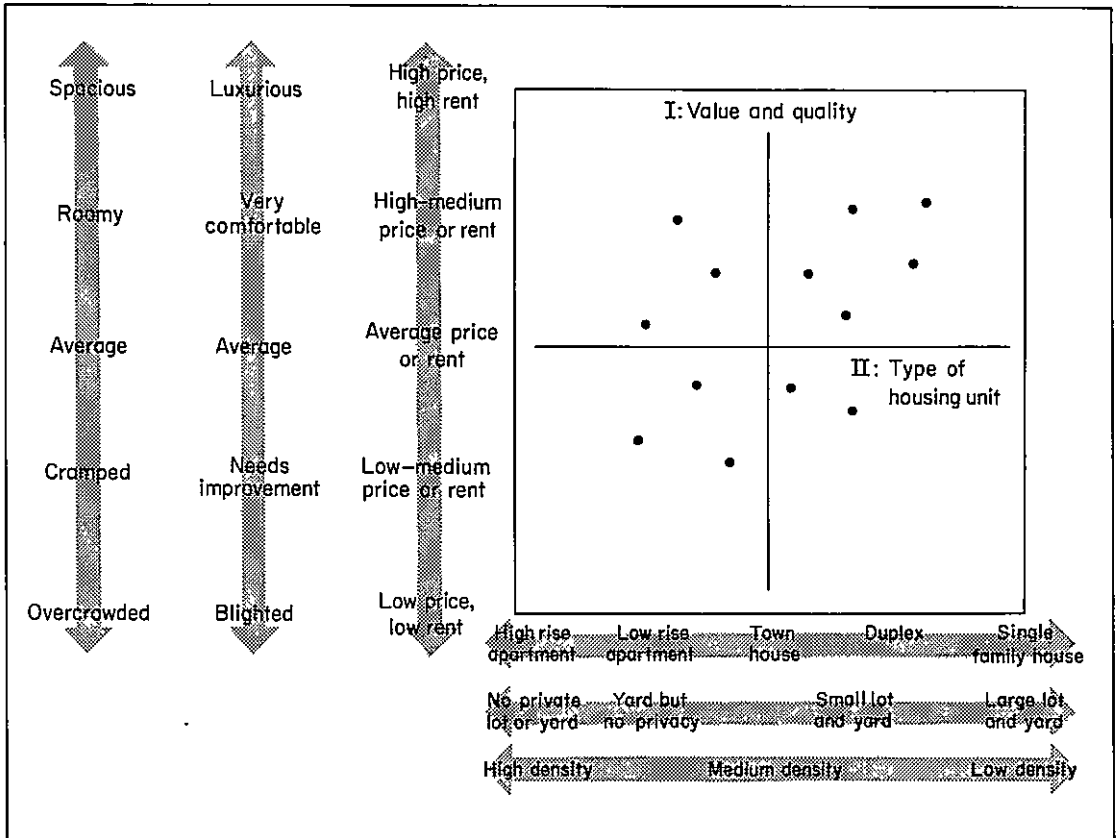 Spacious
Roomy
Average
Cramped
Overcrowded
Luxurious
Very
comfortable
Average
Needs
improvement
Blighted
High price,
high rent
High-medium
price or rent
Average price
or rent
Low-medium
price or rent
Low price,
low rent
I: Value and quality
II: Type of
housing unit
High rise
apartment
Low rise
apartment
Town
house
Duplex
Single
family house
No private
lot or yard
Yard but
no privacy
Small lot
and yard
Large lot
and yard
High density
Medium density
Low density